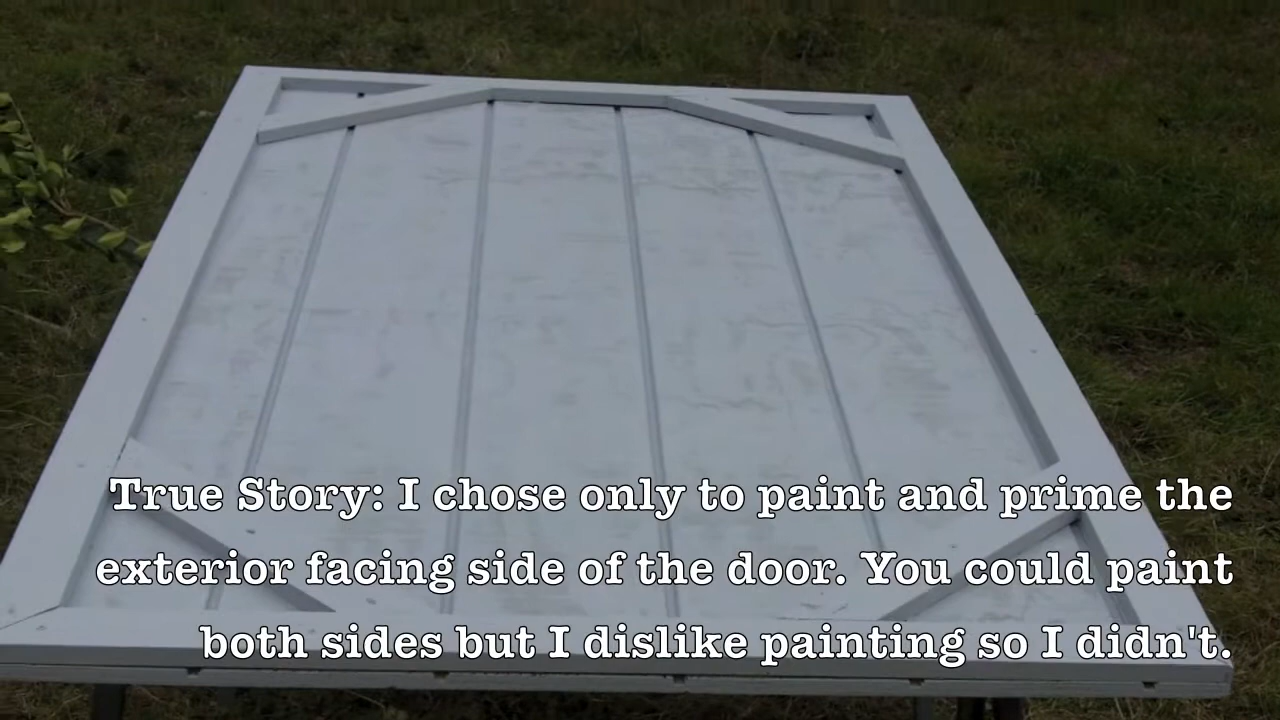 True Story: I chose only to paint and prime the
exterior facing side of the door. You could paint
both sides but I dislike painting so I didn't.